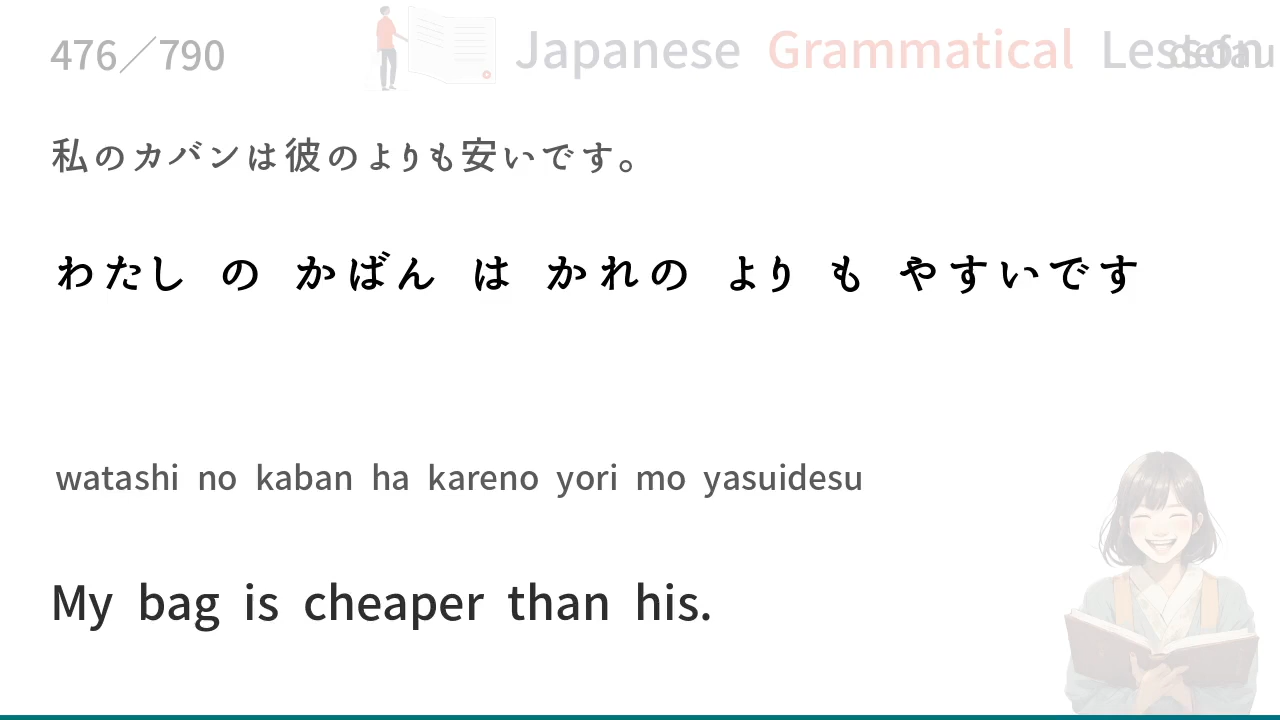 476／790
Japanese Grammatical Lesson
私のカバンは彼のよりも安いです。
わたし の かばん は かれの より も やすいです
watashi no kaban ha kareno yori mo yasuidesu
My bag is cheaper than his.